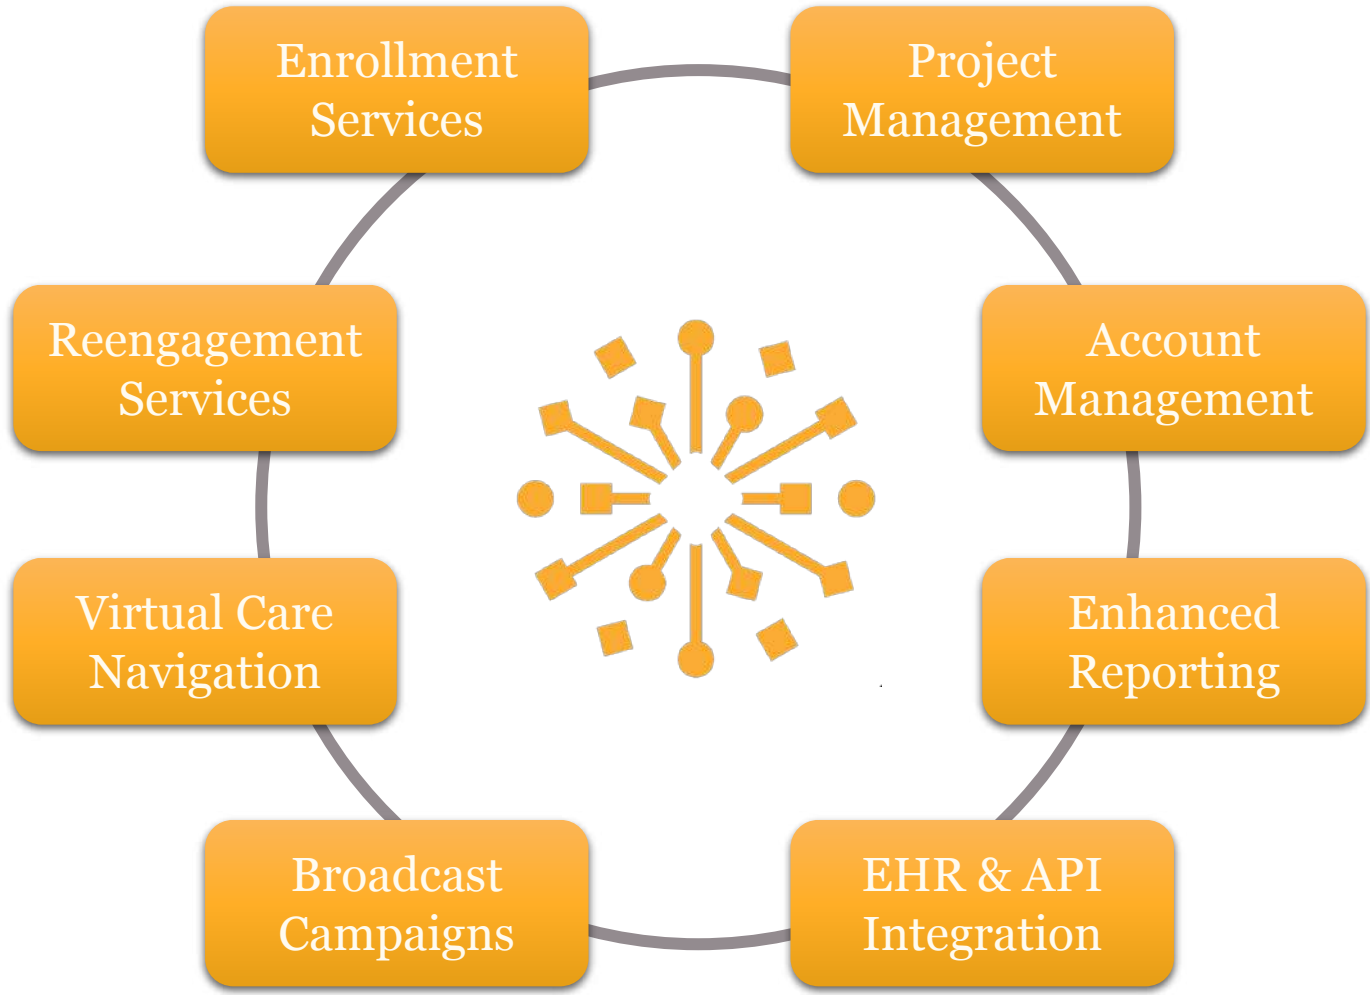 Enrollment
Services
Project
Management
Reengagement
Services
Account
Management
Virtual Care
Navigation
Enhanced
Reporting
Broadcast
Campaigns
EHR & API
Integration